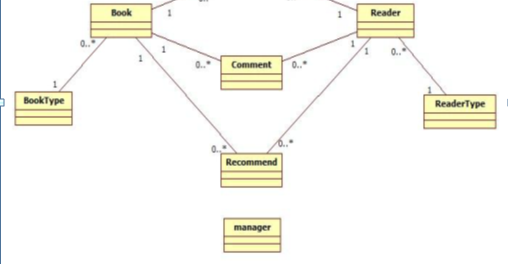 Book
Reader
1
1
0..*
1
0..*
Comment
0..*
1
1
0..*
1
1
BookType
1
ReaderType
0..*
0..*
Recommend
manager